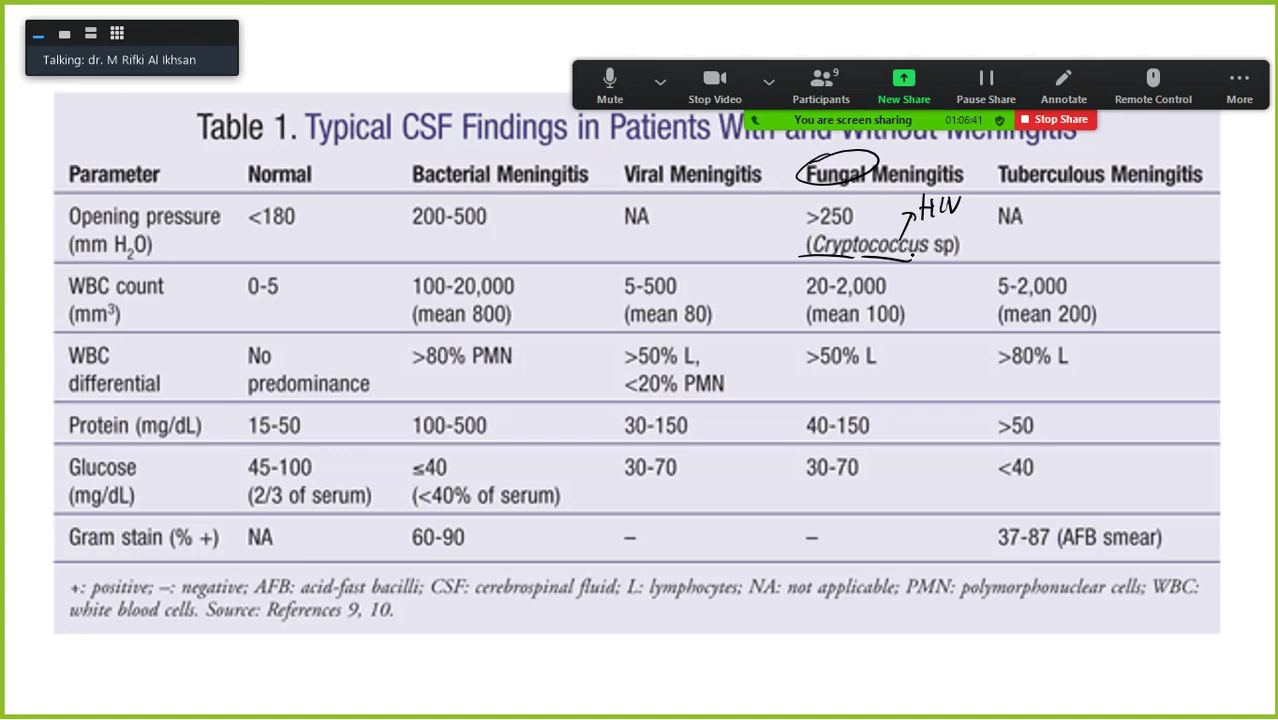 Talking: dr. M Rifki Al Ikhsan
9
Mute Stop Video Participants New Share Pause Share Annotate Remote Control More
You are screen sharing 01:06:41 Stop Share
Table 1. Typical CSF Findings in Patients With and Without Meningitis
Parameter Normal Bacterial Meningitis Viral Meningitis Fungal Meningitis Tuberculous Meningitis
HIV
Opening pressure <180 200-500 NA >250 NA
(mm H₂O) (Cryptococcus sp)
WBC count 0-5 100-20,000 5-500 20-2,000 5-2,000
(mm³) (mean 800) (mean 80) (mean 100) (mean 200)
WBC No >80% PMN >50% L, >50% L >80% L
differential predominance <20% PMN
Protein (mg/dL) 15-50 100-500 30-150 40-150 >50
Glucose 45-100 ≤40 30-70 30-70 <40
(mg/dL) (2/3 of serum) (<40% of serum)
Gram stain (% +) NA 60-90 – – 37-87 (AFB smear)
+: positive; –: negative; AFB: acid-fast bacilli; CSF: cerebrospinal fluid; L: lymphocytes; NA: not applicable; PMN: polymorphonuclear cells; WBC:
white blood cells. Source: References 9, 10.